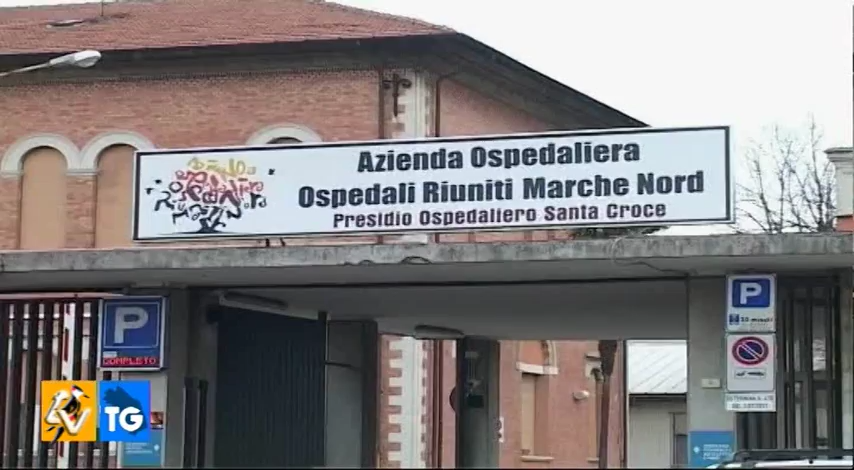 Azienda Ospedaliera
Ospedali Riuniti Marche Nord
Presidio Ospedaliero Santa Croce
P
P
COMPLETO
TG